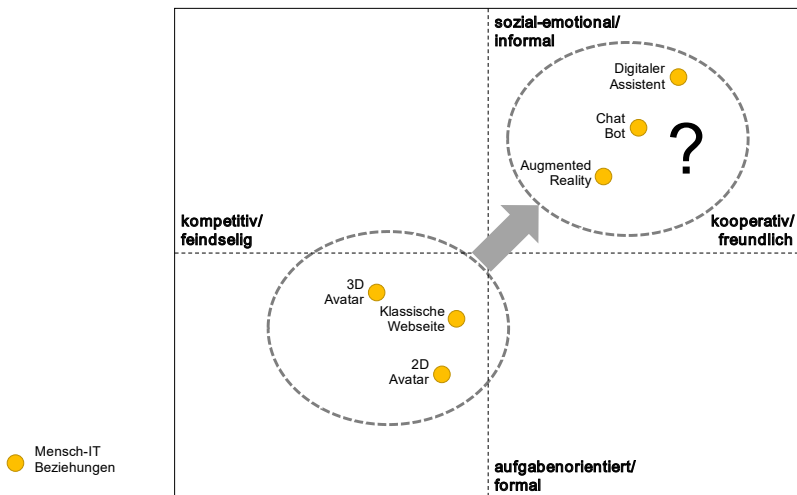 sozial-emotional/
informal
Digitaler
Assistent
Chat
Bot
?
Augmented
Reality
kompetitiv/
feindselig
kooperativ/
freundlich
3D
Avatar
Klassische
Webseite
2D
Avatar
Mensch-IT
Beziehungen
aufgabenorientiert/
formal